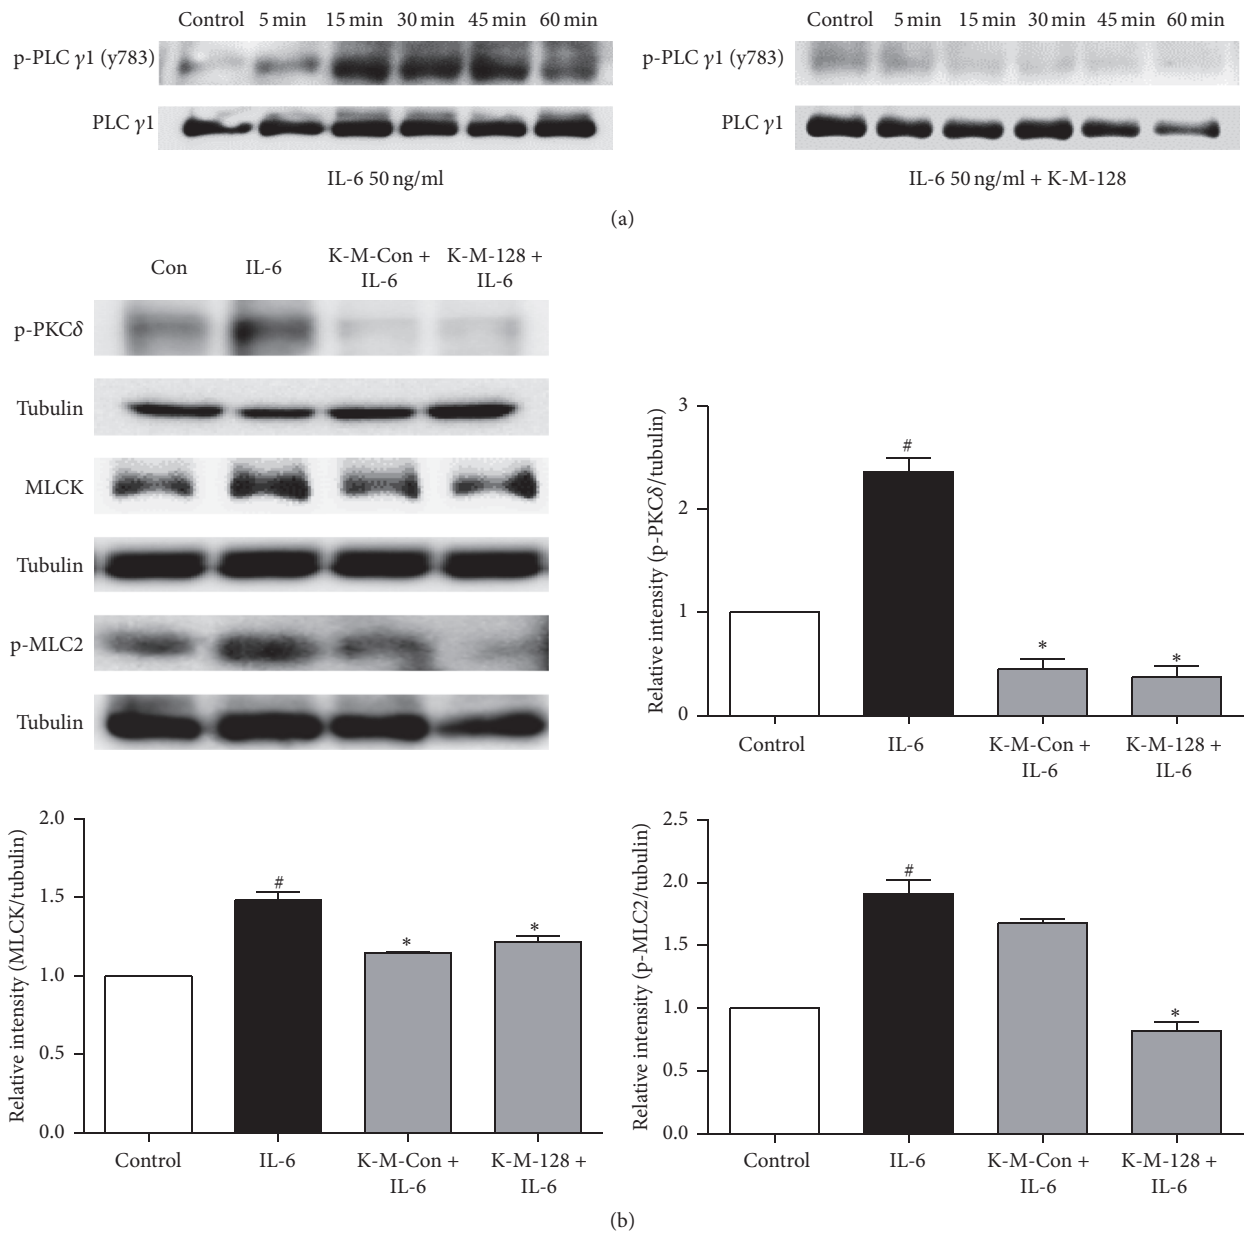 Control 5 min 15 min 30 min 45 min 60 min
p-PLC γ1 (y783)
PLC γ1
IL-6 50 ng/ml
Control 5 min 15 min 30 min 45 min 60 min
p-PLC γ1 (y783)
PLC γ1
IL-6 50 ng/ml + K-M-128
(a)
Con IL-6 K-M-Con + K-M-128 +
IL-6 IL-6
p-PKCδ
Tubulin
MLCK
Tubulin
p-MLC2
Tubulin
Relative intensity (p-PKCδ/tubulin)
3
2
1
0
#
*
*
Control IL-6 K-M-Con + K-M-128 +
IL-6 IL-6
Relative intensity (MLCK/tubulin)
2.0
1.5
1.0
0.5
0.0
#
*
*
Control IL-6 K-M-Con + K-M-128 +
IL-6 IL-6
Relative intensity (p-MLC2/tubulin)
2.5
2.0
1.5
1.0
0.5
0.0
#
*
Control IL-6 K-M-Con + K-M-128 +
IL-6 IL-6
(b)